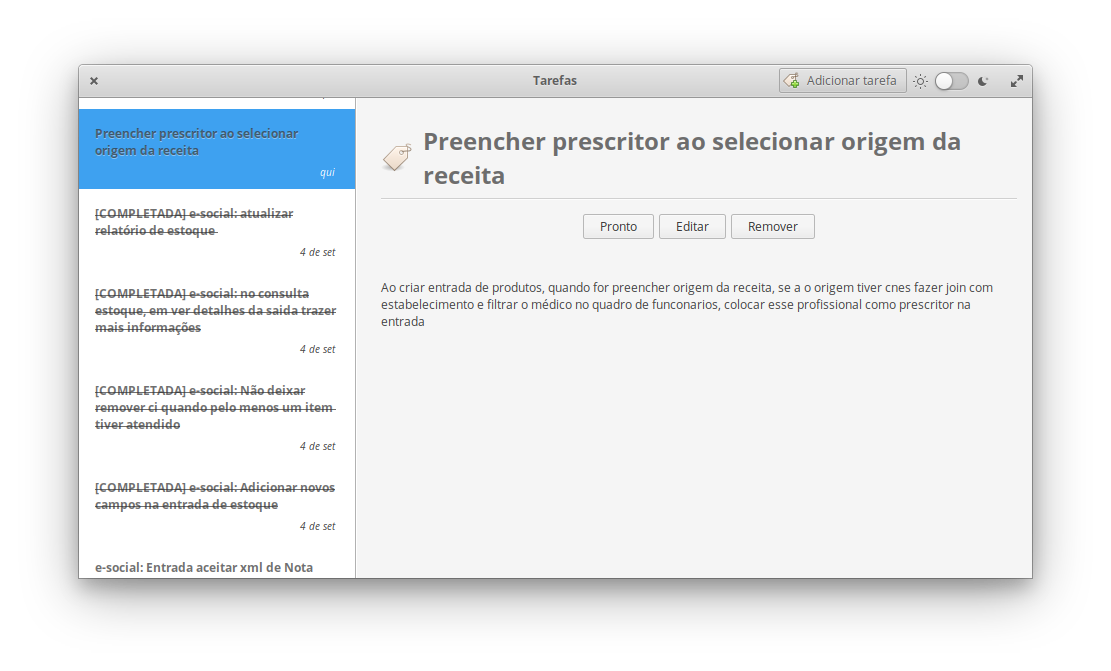 Tarefas
Adicionar tarefa
Preencher prescritor ao selecionar
origem da receita
qui
[COMPLETADA] e-social: atualizar
relatório de estoque
4 de set
[COMPLETADA] e-social: no consulta
estoque, em ver detalhes da saida trazer
mais informações
4 de set
[COMPLETADA] e-social: Não deixar
remover ci quando pelo menos um item
tiver atendido
4 de set
[COMPLETADA] e-social: Adicionar novos
campos na entrada de estoque
4 de set
e-social: Entrada aceitar xml de Nota
Preencher prescritor ao selecionar origem da
receita
Pronto
Editar
Remover
Ao criar entrada de produtos, quando for preencher origem da receita, se a o origem tiver cnes fazer join com
estabelecimento e filtrar o médico no quadro de funconarios, colocar esse profissional como prescritor na
entrada